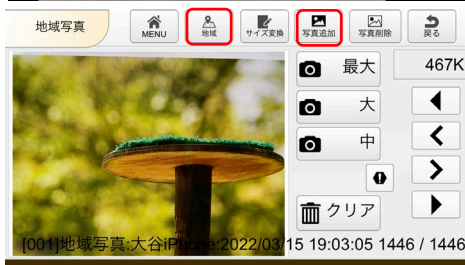 地域写真
MENU
地域
サイズ変換
写真追加
写真削除
戻る
最大
467K
大
中
クリア
[001]地域写真:大谷iPhone:2022/03/15 19:03:05 1446 / 1446